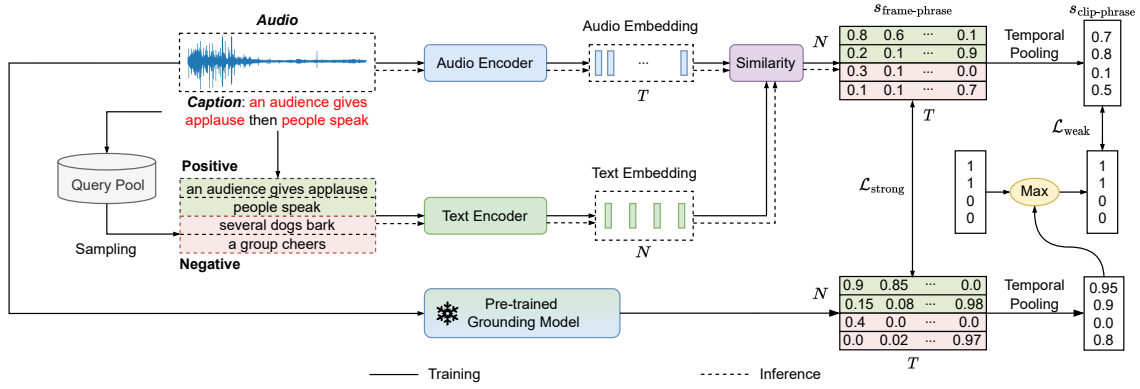 Audio
Caption: an audience gives
applause then people speak
Query Pool
Sampling
Positive
an audience gives applause
people speak
several dogs bark
a group cheers
Negative
Audio Encoder
Text Encoder
Pre-trained
Grounding Model
Audio Embedding
...
T
Text Embedding
N
Similarity
s_frame-phrase
N
0.8 0.6 ... 0.1
0.2 0.1 ... 0.9
0.3 0.1 ... 0.0
0.1 0.1 ... 0.7
T
Temporal
Pooling
s_clip-phrase
0.7
0.8
0.1
0.5
L_strong
L_weak
1
1
0
0
Max
1
1
0
0
N
0.9 0.85 ... 0.0
0.15 0.08 ... 0.98
0.4 0.0 ... 0.0
0.0 0.02 ... 0.97
T
Temporal
Pooling
0.95
0.9
0.0
0.8
Training
Inference